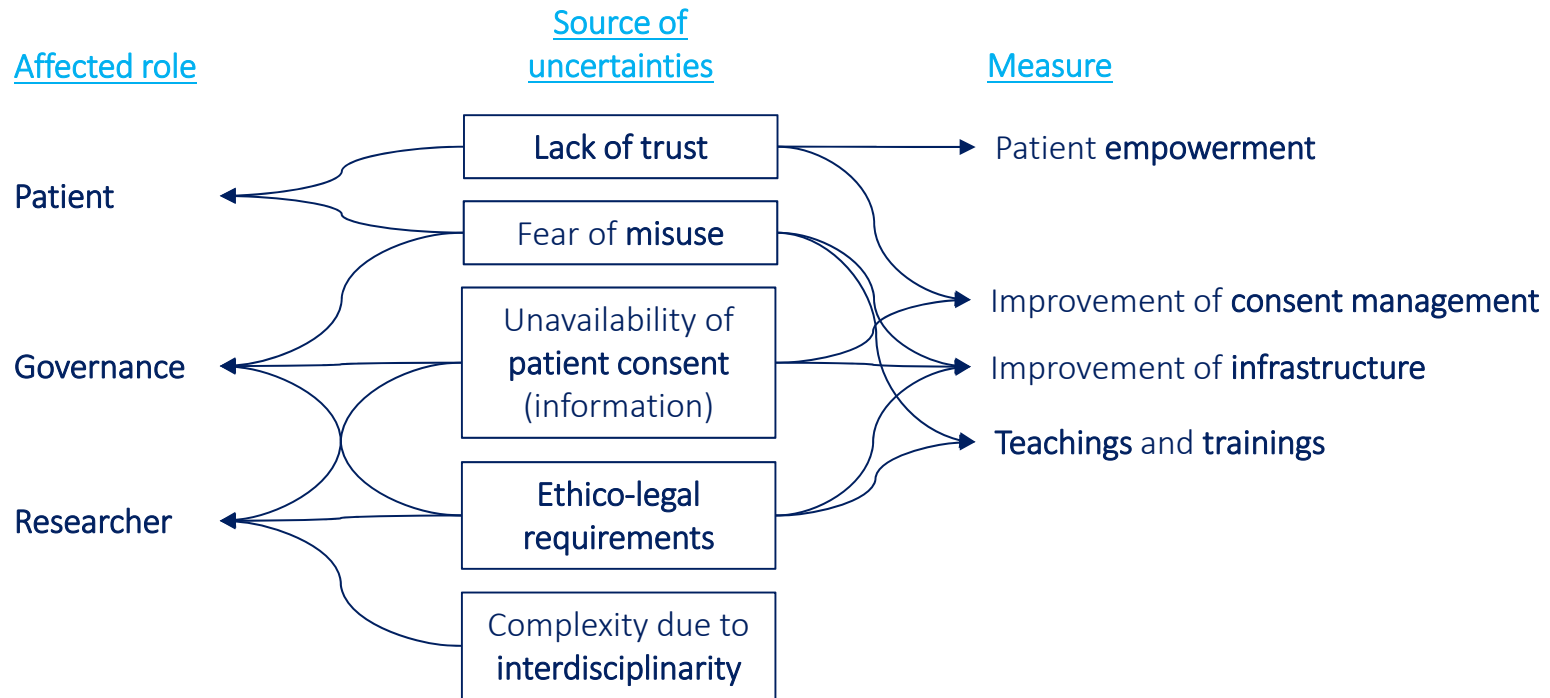 Affected role
Source of
uncertainties
Measure
Patient
Governance
Researcher
Lack of trust
Fear of misuse
Unavailability of
patient consent
(information)
Ethico-legal
requirements
Complexity due to
interdisciplinarity
Patient empowerment
Improvement of consent management
Improvement of infrastructure
Teachings and trainings